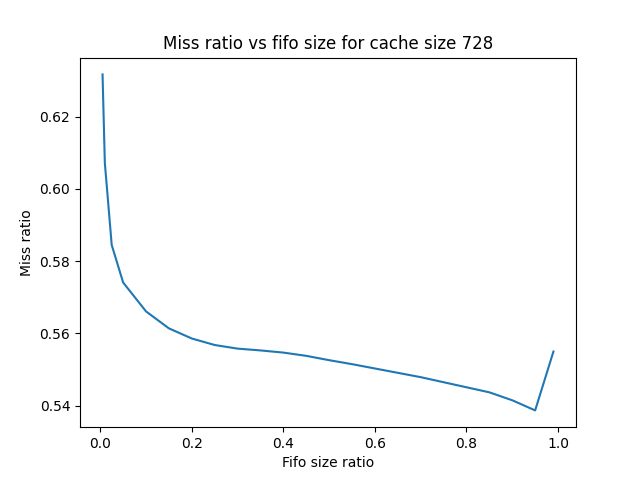 Miss ratio vs fifo size for cache size 728
0.62
0.60
0.58
0.56
0.54
Miss ratio
0.0 0.2 0.4 0.6 0.8 1.0
Fifo size ratio